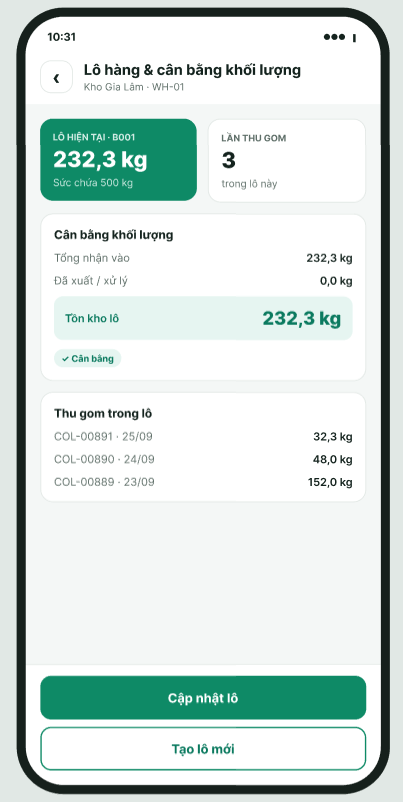 10:31
Lô hàng & cân bằng khối lượng
Kho Gia Lâm · WH-01
LÔ HIỆN TẠI · B001
232,3 kg
Sức chứa 500 kg
LẦN THU GOM
3
trong lô này
Cân bằng khối lượng
Tổng nhận vào 232,3 kg
Đã xuất / xử lý 0,0 kg
Tồn kho lô 232,3 kg
✓ Cân bằng
Thu gom trong lô
COL-00891 · 25/09 32,3 kg
COL-00890 · 24/09 48,0 kg
COL-00889 · 23/09 152,0 kg
Cập nhật lô
Tạo lô mới